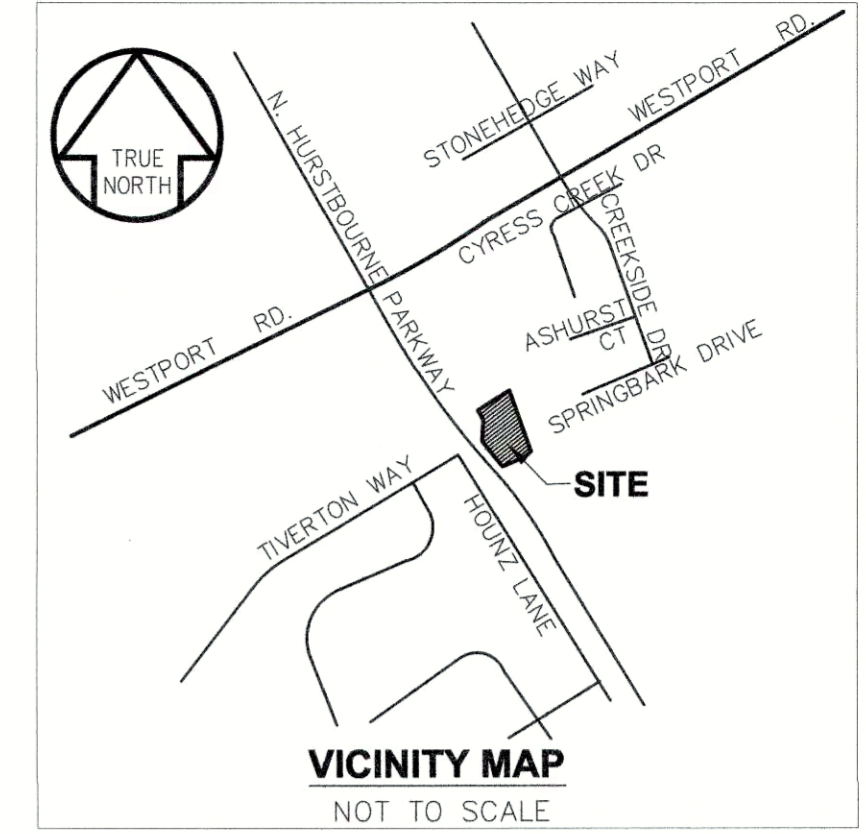 TRUE
NORTH
N. HURSTBOURNE PARKWAY
STONEHEDGE WAY
WESTPORT RD.
CYRESS CREEK DR
CREEKSIDE DR
WESTPORT RD.
ASHURST
CT
SPRINGBARK DRIVE
SITE
TIVERTON WAY
HOUNZ LANE
VICINITY MAP
NOT TO SCALE